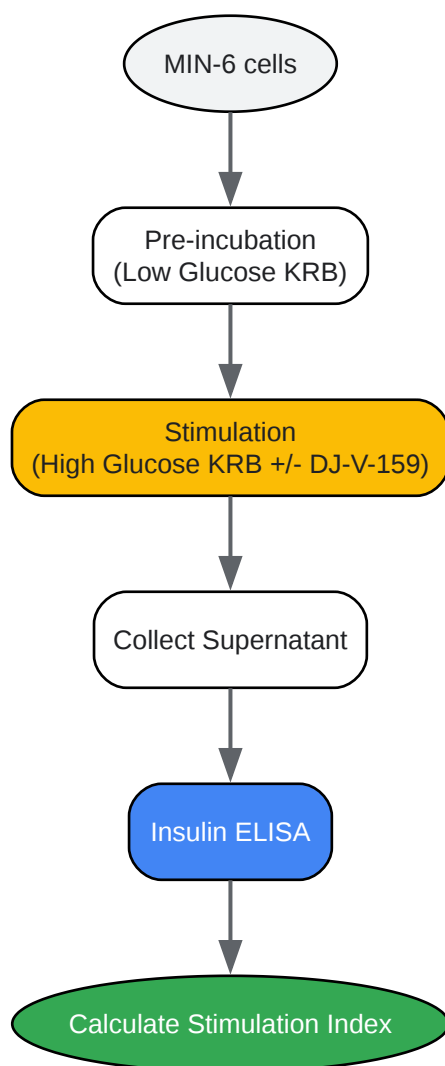 MIN-6 cells
Pre-incubation
(Low Glucose KRB)
Stimulation
(High Glucose KRB +/- DJ-V-159)
Collect Supernatant
Insulin ELISA
Calculate Stimulation Index